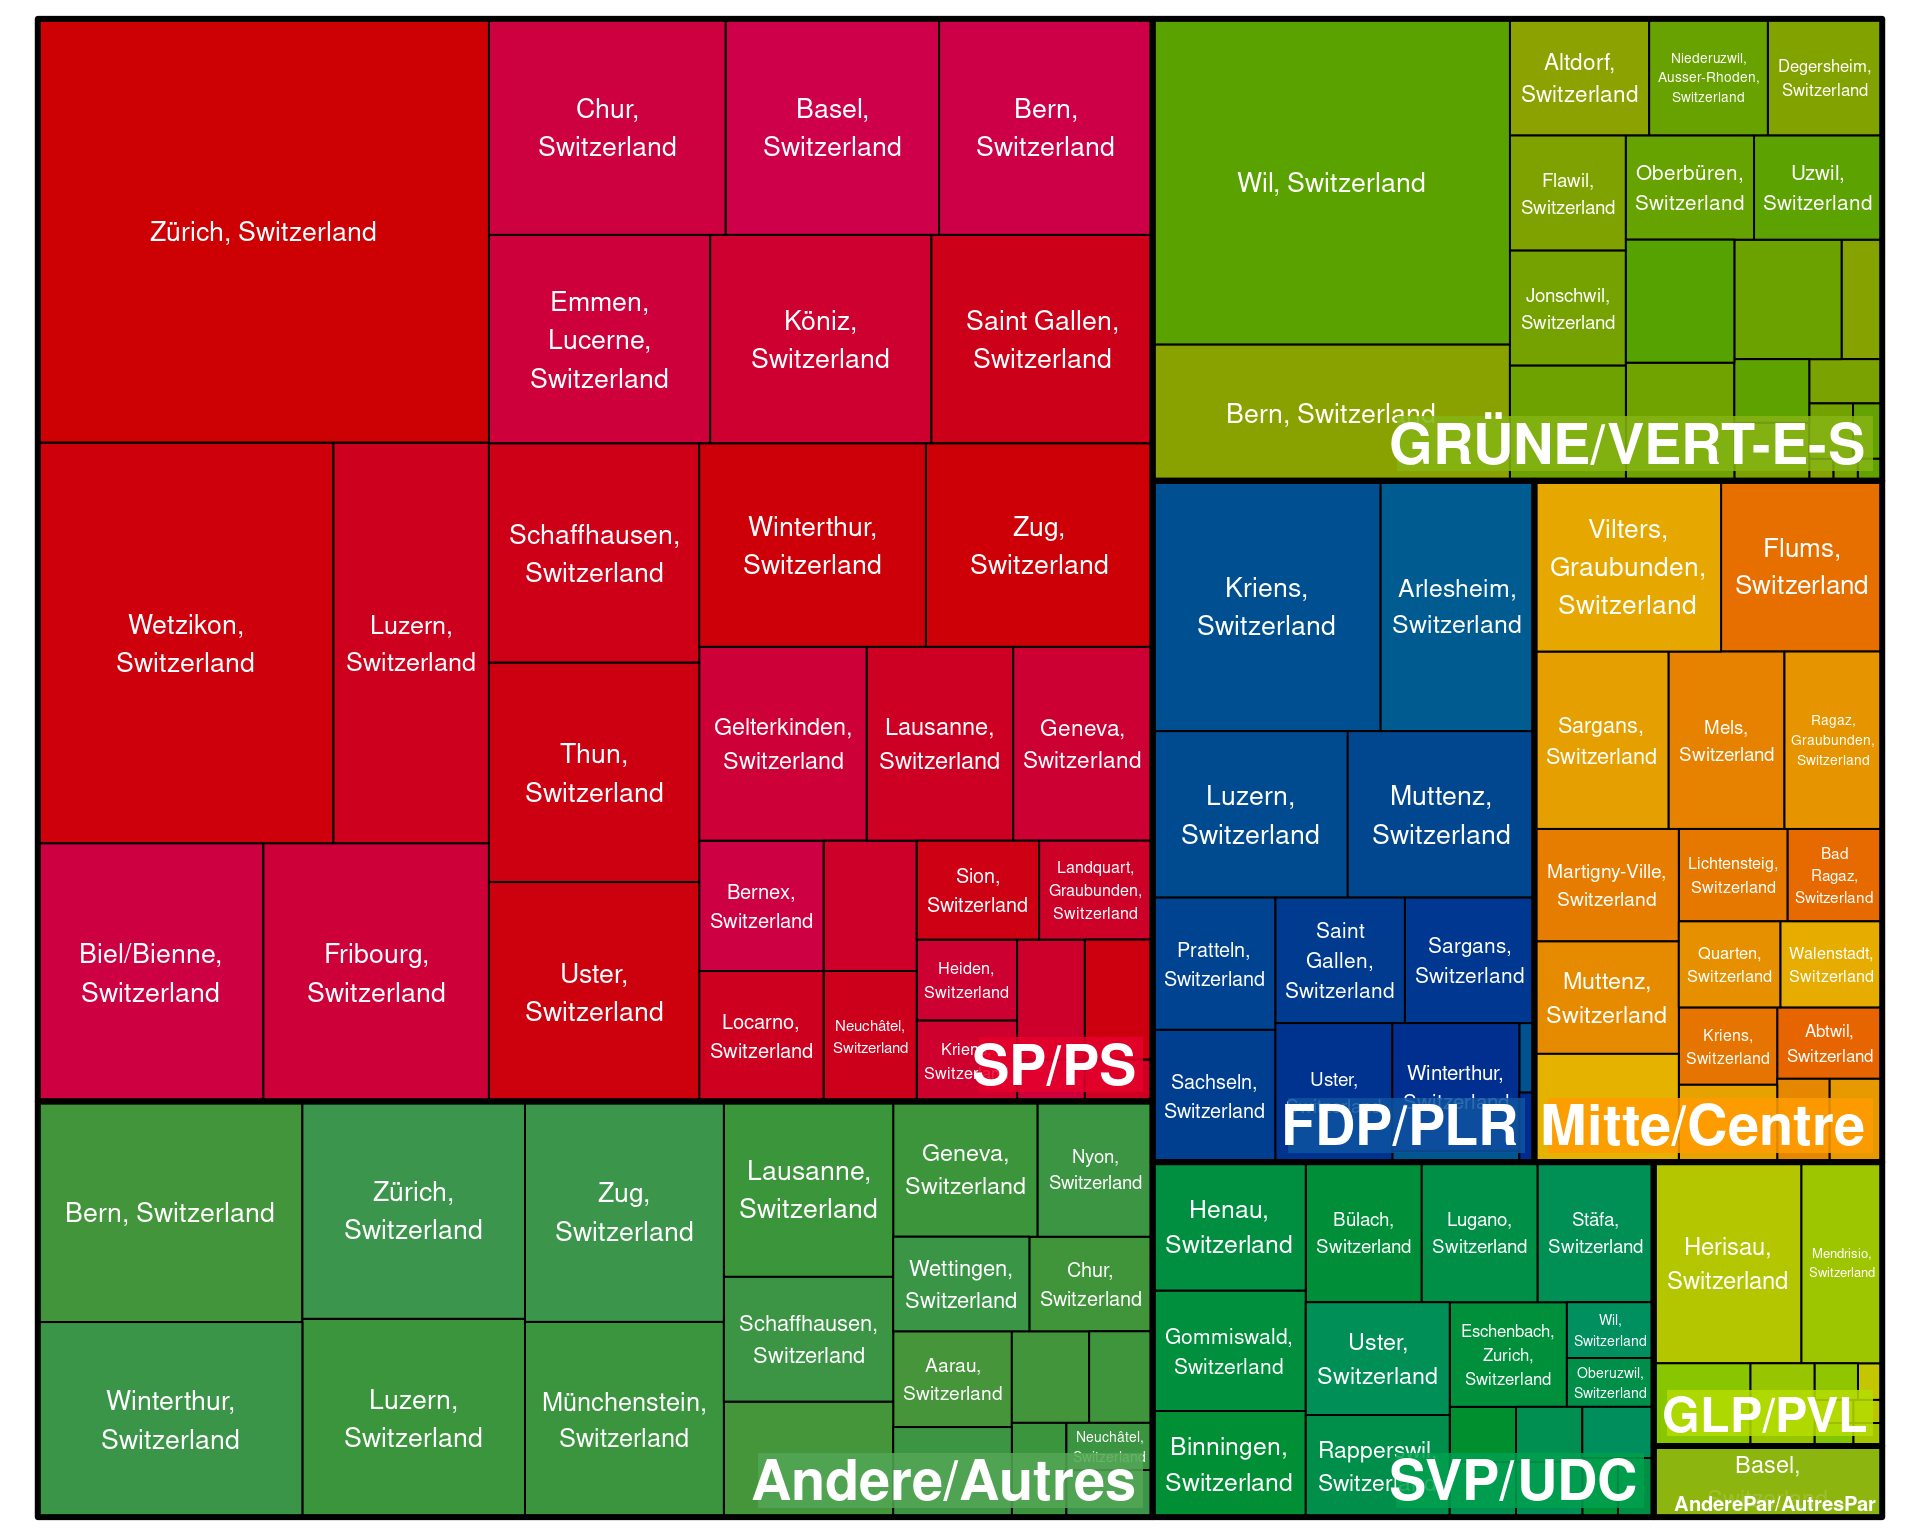 Zürich, Switzerland
Chur,
Switzerland
Basel,
Switzerland
Bern,
Switzerland
Emmen,
Lucerne,
Switzerland
Köniz,
Switzerland
Saint Gallen,
Switzerland
Wetzikon,
Switzerland
Luzern,
Switzerland
Schaffhausen,
Switzerland
Winterthur,
Switzerland
Zug,
Switzerland
Thun,
Switzerland
Gelterkinden,
Switzerland
Lausanne,
Switzerland
Geneva,
Switzerland
Biel/Bienne,
Switzerland
Fribourg,
Switzerland
Uster,
Switzerland
Bernex,
Switzerland
Sion,
Switzerland
Landquart,
Graubunden,
Switzerland
Heiden,
Switzerland
Locarno,
Switzerland
Neuchâtel,
Switzerland
SP/PS
Wil, Switzerland
Altdorf,
Switzerland
Niederuzwil,
Ausser-Rhoden,
Switzerland
Degersheim,
Switzerland
Flawil,
Switzerland
Oberbüren,
Switzerland
Uzwil,
Switzerland
Jonschwil,
Switzerland
Bern, Switzerland
GRÜNE/VERT-E-S
Kriens,
Switzerland
Arlesheim,
Switzerland
Luzern,
Switzerland
Muttenz,
Switzerland
Pratteln,
Switzerland
Saint
Gallen,
Switzerland
Sargans,
Switzerland
Sachseln,
Switzerland
Uster,
Winterthur,
Switzerland
FDP/PLR
Vilters,
Graubunden,
Switzerland
Flums,
Switzerland
Sargans,
Switzerland
Mels,
Switzerland
Ragaz,
Graubunden,
Switzerland
Martigny-Ville,
Switzerland
Lichtensteig,
Switzerland
Bad
Ragaz,
Switzerland
Muttenz,
Switzerland
Quarten,
Switzerland
Walenstadt,
Switzerland
Kriens,
Switzerland
Abtwil,
Switzerland
Mitte/Centre
Bern, Switzerland
Zürich,
Switzerland
Zug,
Switzerland
Lausanne,
Switzerland
Geneva,
Switzerland
Nyon,
Switzerland
Wettingen,
Switzerland
Chur,
Switzerland
Schaffhausen,
Switzerland
Aarau,
Switzerland
Winterthur,
Switzerland
Luzern,
Switzerland
Münchenstein,
Switzerland
Neuchâtel,
Switzerland
Andere/Autres
Henau,
Switzerland
Bülach,
Switzerland
Lugano,
Switzerland
Stäfa,
Switzerland
Gommiswald,
Switzerland
Uster,
Switzerland
Eschenbach,
Zurich,
Switzerland
Wil,
Switzerland
Oberuzwil,
Switzerland
Binningen,
Switzerland
Rapperswil,
SVP/UDC
Herisau,
Switzerland
Mendrisio,
Switzerland
GLP/PVL
Basel,
AnderePar/AutresPar